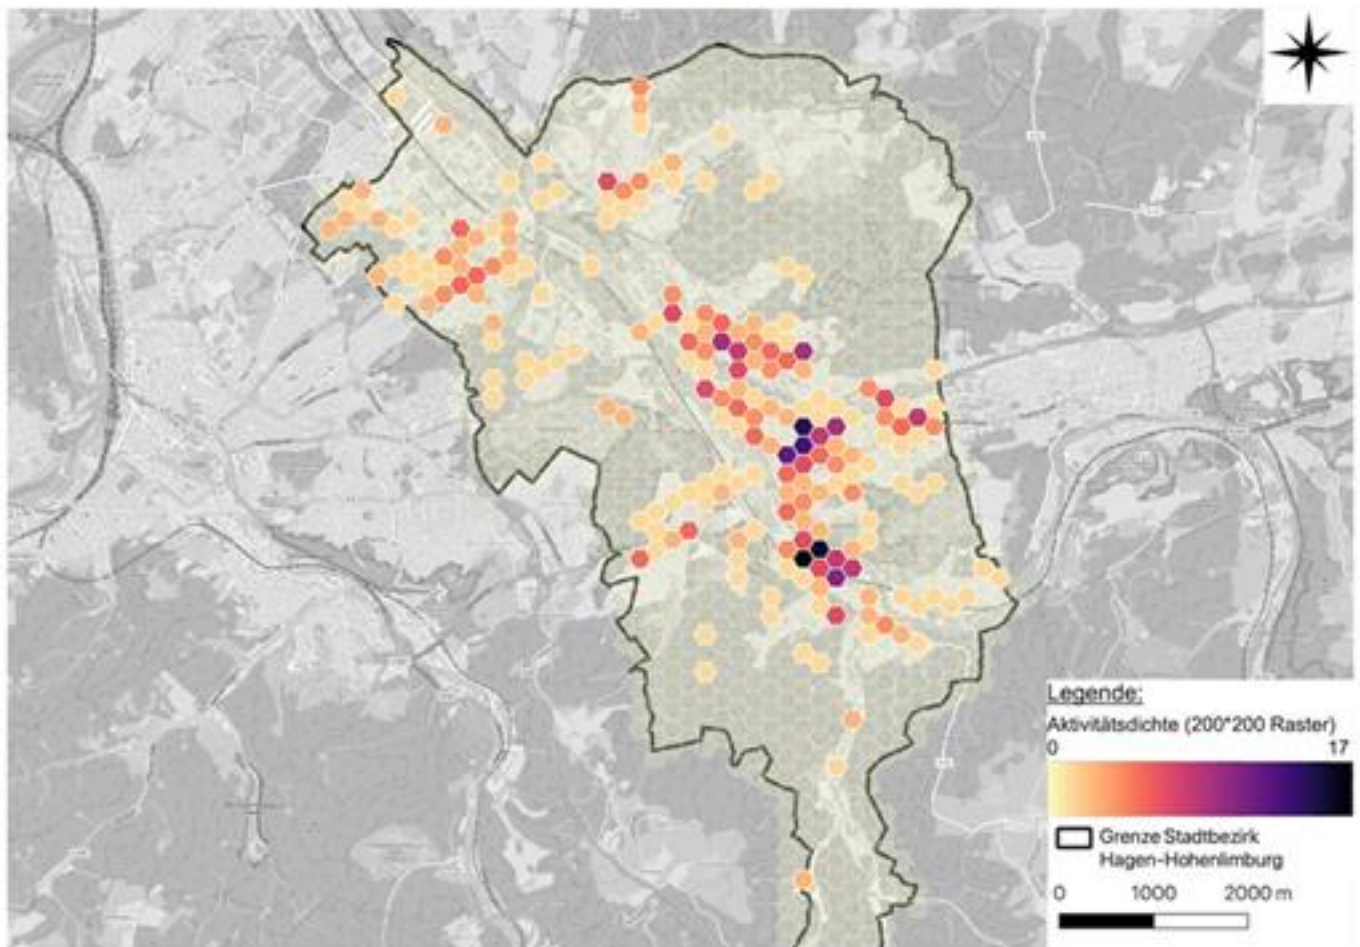 Legende:
Aktivitätsdichte (200*200 Raster)
0 17
Grenze Stadtbezirk
Hagen-Hohenlimburg
0 1000 2000 m